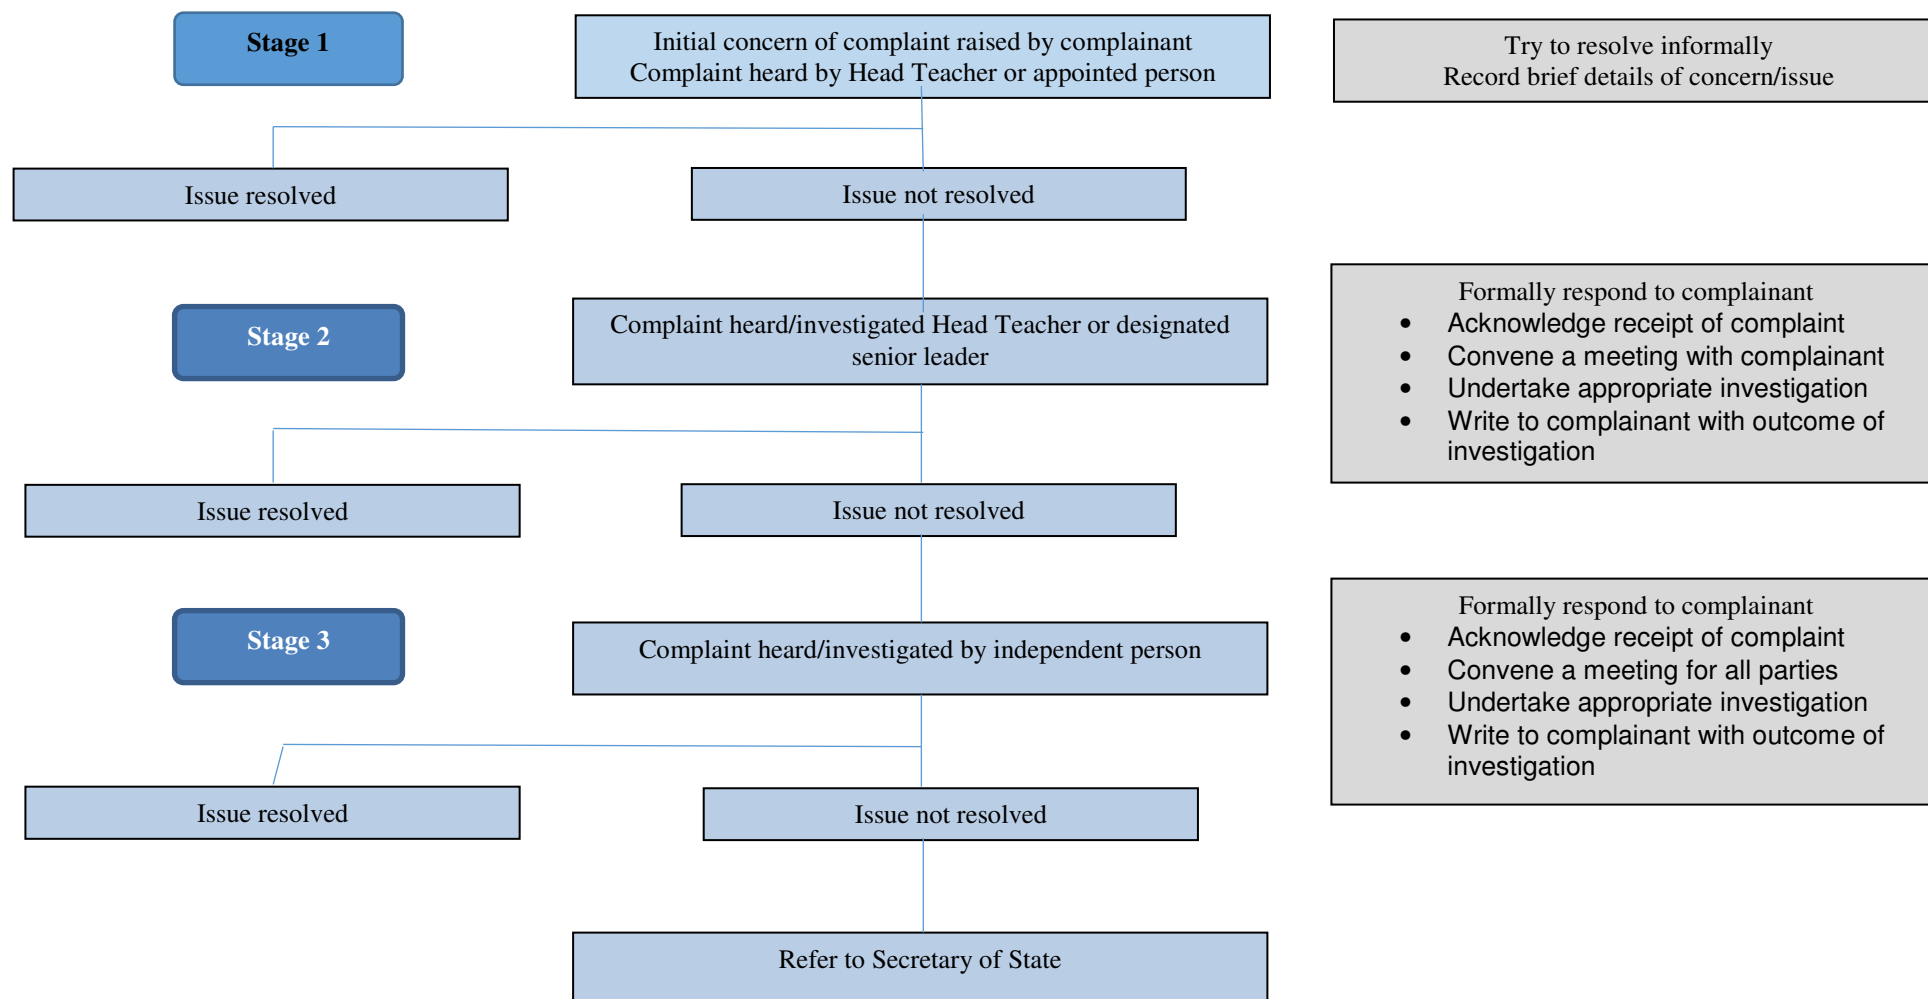 Stage 1
Initial concern of complaint raised by complainant
Complaint heard by Head Teacher or appointed person
Try to resolve informally
Record brief details of concern/issue
Issue resolved
Issue not resolved
Stage 2
Complaint heard/investigated Head Teacher or designated
senior leader
Formally respond to complainant
• Acknowledge receipt of complaint
• Convene a meeting with complainant
• Undertake appropriate investigation
• Write to complainant with outcome of
investigation
Issue resolved
Issue not resolved
Stage 3
Complaint heard/investigated by independent person
Formally respond to complainant
• Acknowledge receipt of complaint
• Convene a meeting for all parties
• Undertake appropriate investigation
• Write to complainant with outcome of
investigation
Issue resolved
Issue not resolved
Refer to Secretary of State